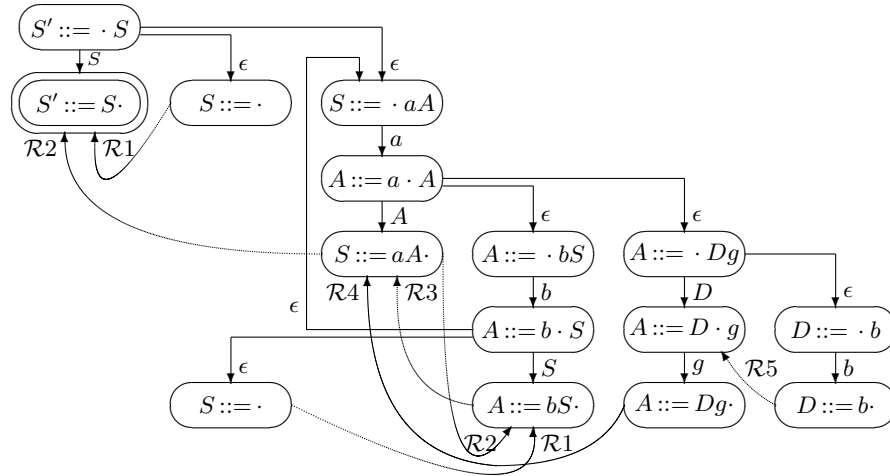 S′ ::= · S
S
ϵ
ϵ
S′ ::= S·
S ::= ·
S ::= · aA
R2
R1
a
A ::= a · A
A
ϵ
ϵ
S ::= aA·
A ::= · bS
A ::= · Dg
R4
R3
b
D
ϵ
ϵ
A ::= b · S
A ::= D · g
D ::= · b
ϵ
S
g
R5
b
S ::= ·
A ::= bS·
A ::= Dg·
D ::= b·
R2
R1